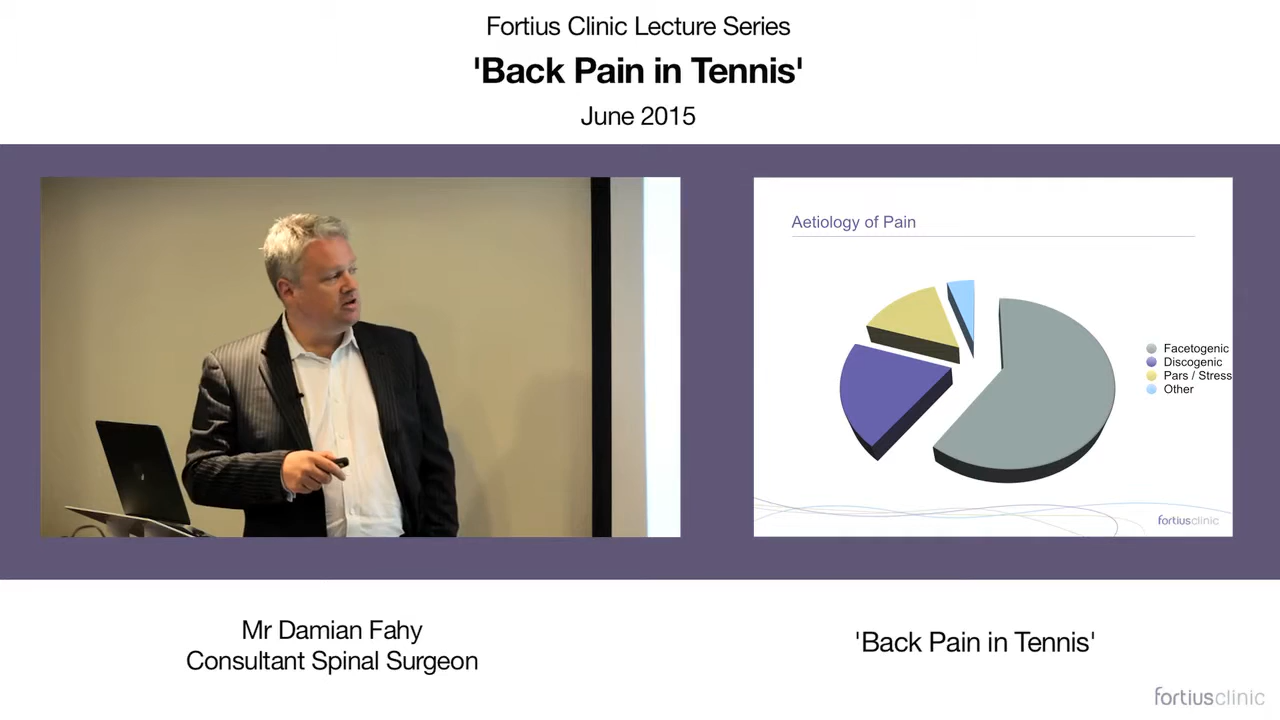 Fortius Clinic Lecture Series
'Back Pain in Tennis'
June 2015
Aetiology of Pain
Facetogenic
Discogenic
Pars / Stress
Other
fortiusclinic
Mr Damian Fahy
Consultant Spinal Surgeon
'Back Pain in Tennis'
fortiusclinic